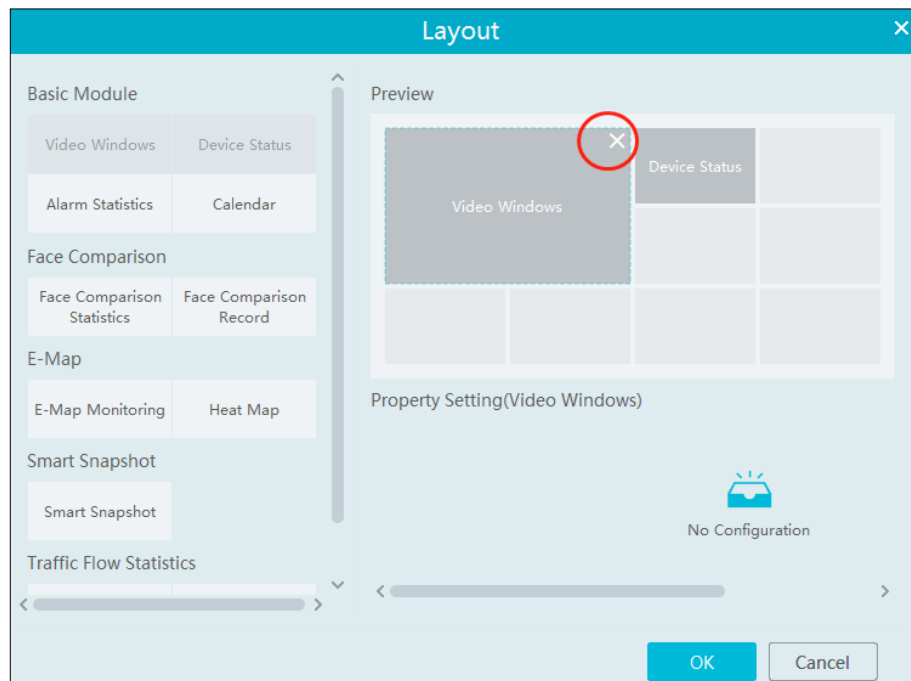 Layout
Basic Module
Video Windows
Device Status
Alarm Statistics
Calendar
Face Comparison
Face Comparison
Statistics
Face Comparison
Record
E-Map
E-Map Monitoring
Heat Map
Smart Snapshot
Smart Snapshot
Traffic Flow Statistics
Preview
Video Windows
Device Status
Property Setting(Video Windows)
No Configuration
OK
Cancel